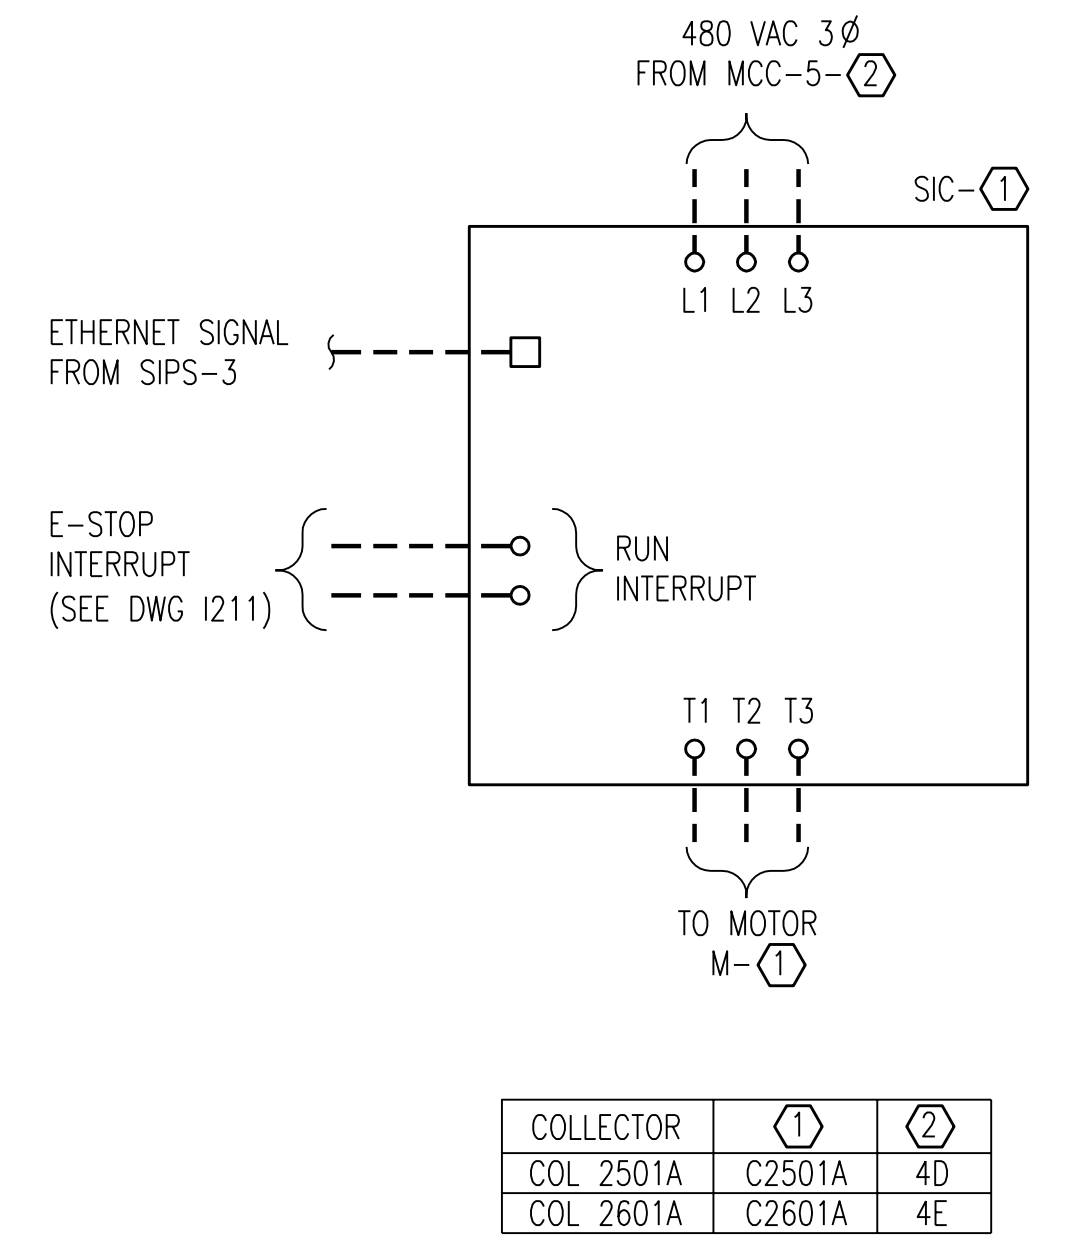 480 VAC 3Ø
FROM MCC-5-2
SIC-1
L1 L2 L3
ETHERNET SIGNAL
FROM SIPS-3
E-STOP
INTERRUPT
(SEE DWG I211)
RUN
INTERRUPT
T1 T2 T3
TO MOTOR
M-1
COLLECTOR 1 2
COL 2501A C2501A 4D
COL 2601A C2601A 4E